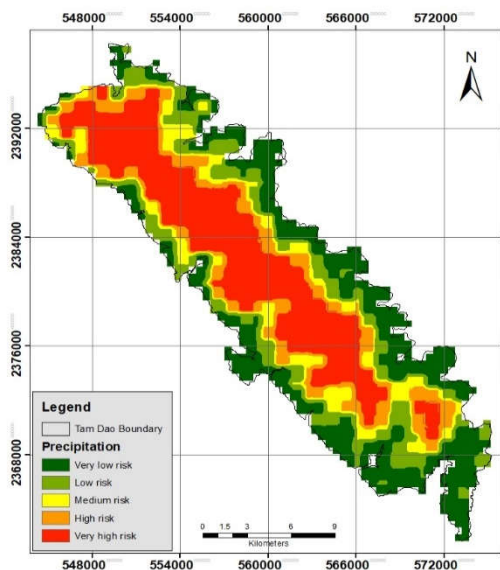 548000 554000 560000 566000 572000
N
2392000
2384000
2376000
2368000
Legend
Tam Dao Boundary
Precipitation
Very low risk
Low risk
Medium risk
High risk
Very high risk
0 1.5 3 6 9
Kilometers
548000 554000 560000 566000 572000